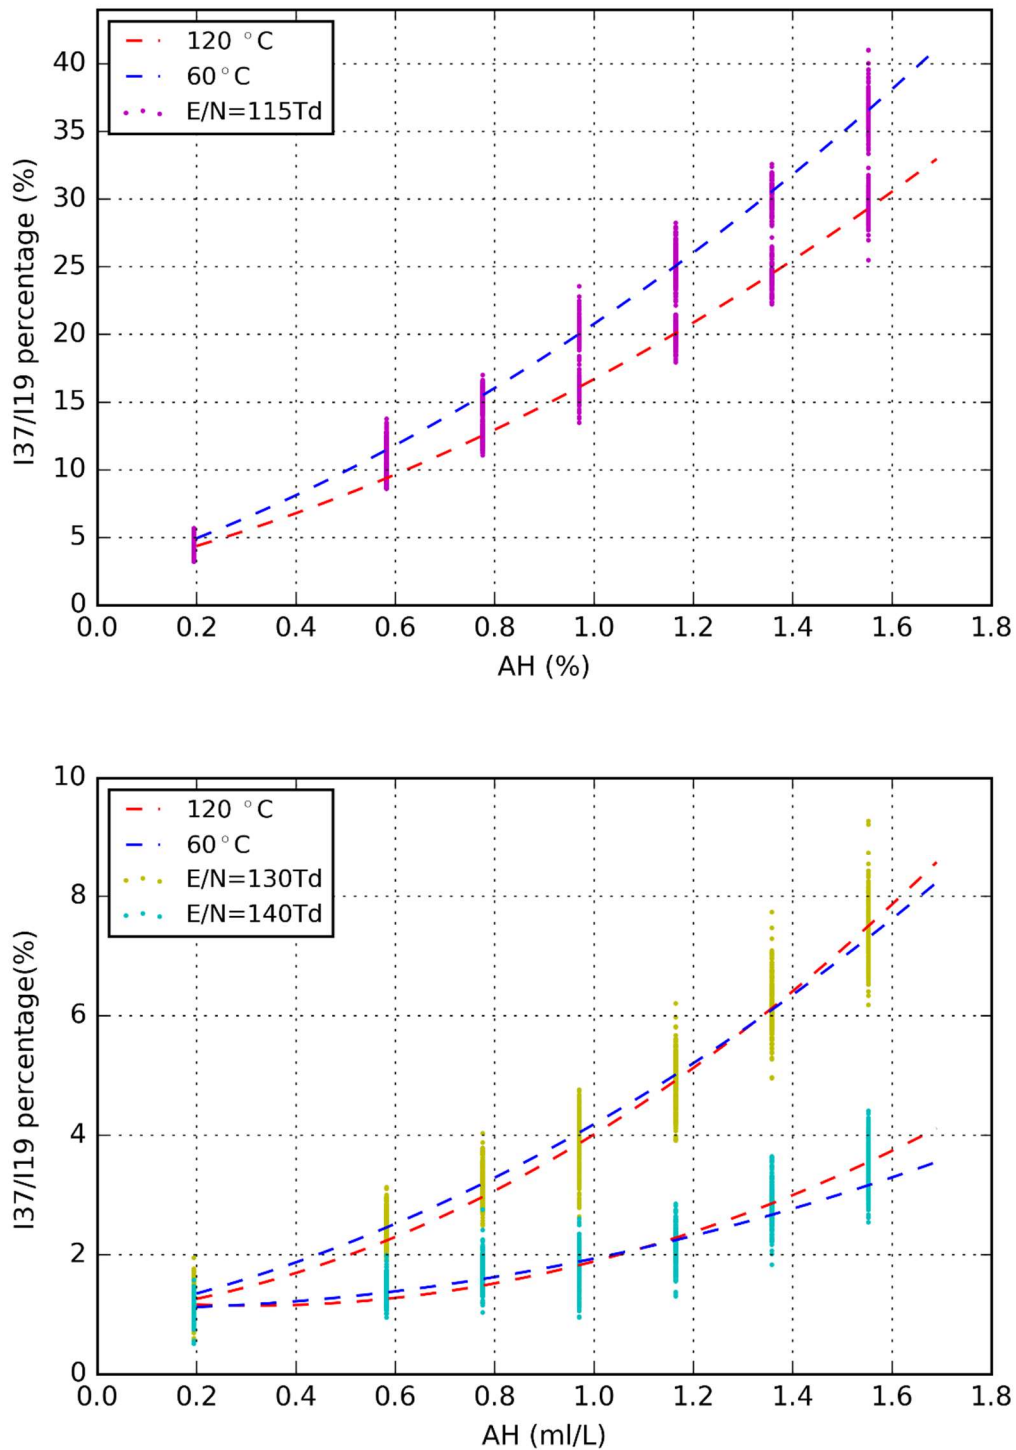 120 °C
60°C
E/N=115Td
I37/I19 percentage (%)
40
35
30
25
20
15
10
5
0
0.0 0.2 0.4 0.6 0.8 1.0 1.2 1.4 1.6 1.8
AH (%)
120 °C
60°C
E/N=130Td
E/N=140Td
I37/I19 percentage(%)
10
8
6
4
2
0
0.0 0.2 0.4 0.6 0.8 1.0 1.2 1.4 1.6 1.8
AH (ml/L)